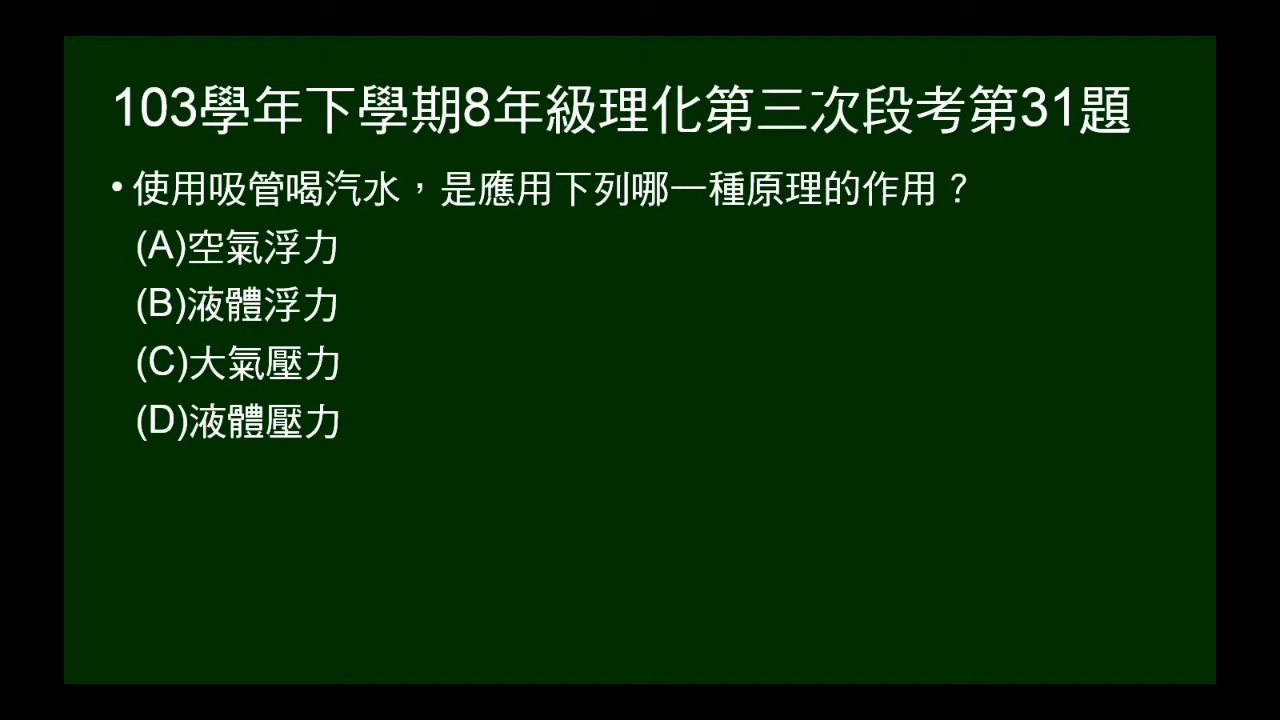 103學年下學期8年級理化第三次段考第31題
•使用吸管喝汽水，是應用下列哪一種原理的作用？
(A)空氣浮力
(B)液體浮力
(C)大氣壓力
(D)液體壓力